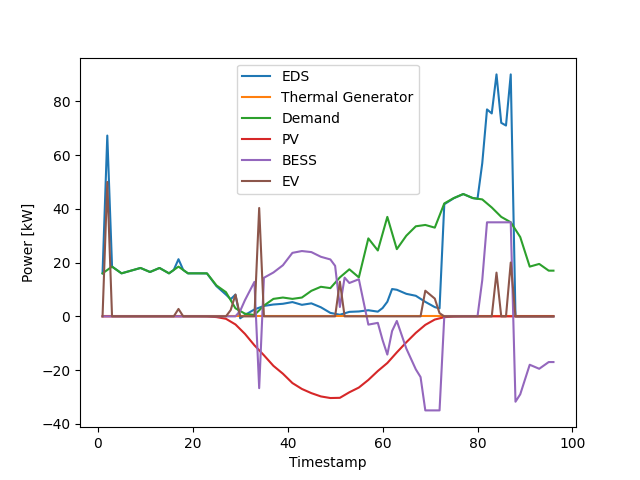 EDS
Thermal Generator
Demand
PV
BESS
EV
80
60
40
20
0
−20
−40
Power [kW]
0 20 40 60 80 100
Timestamp